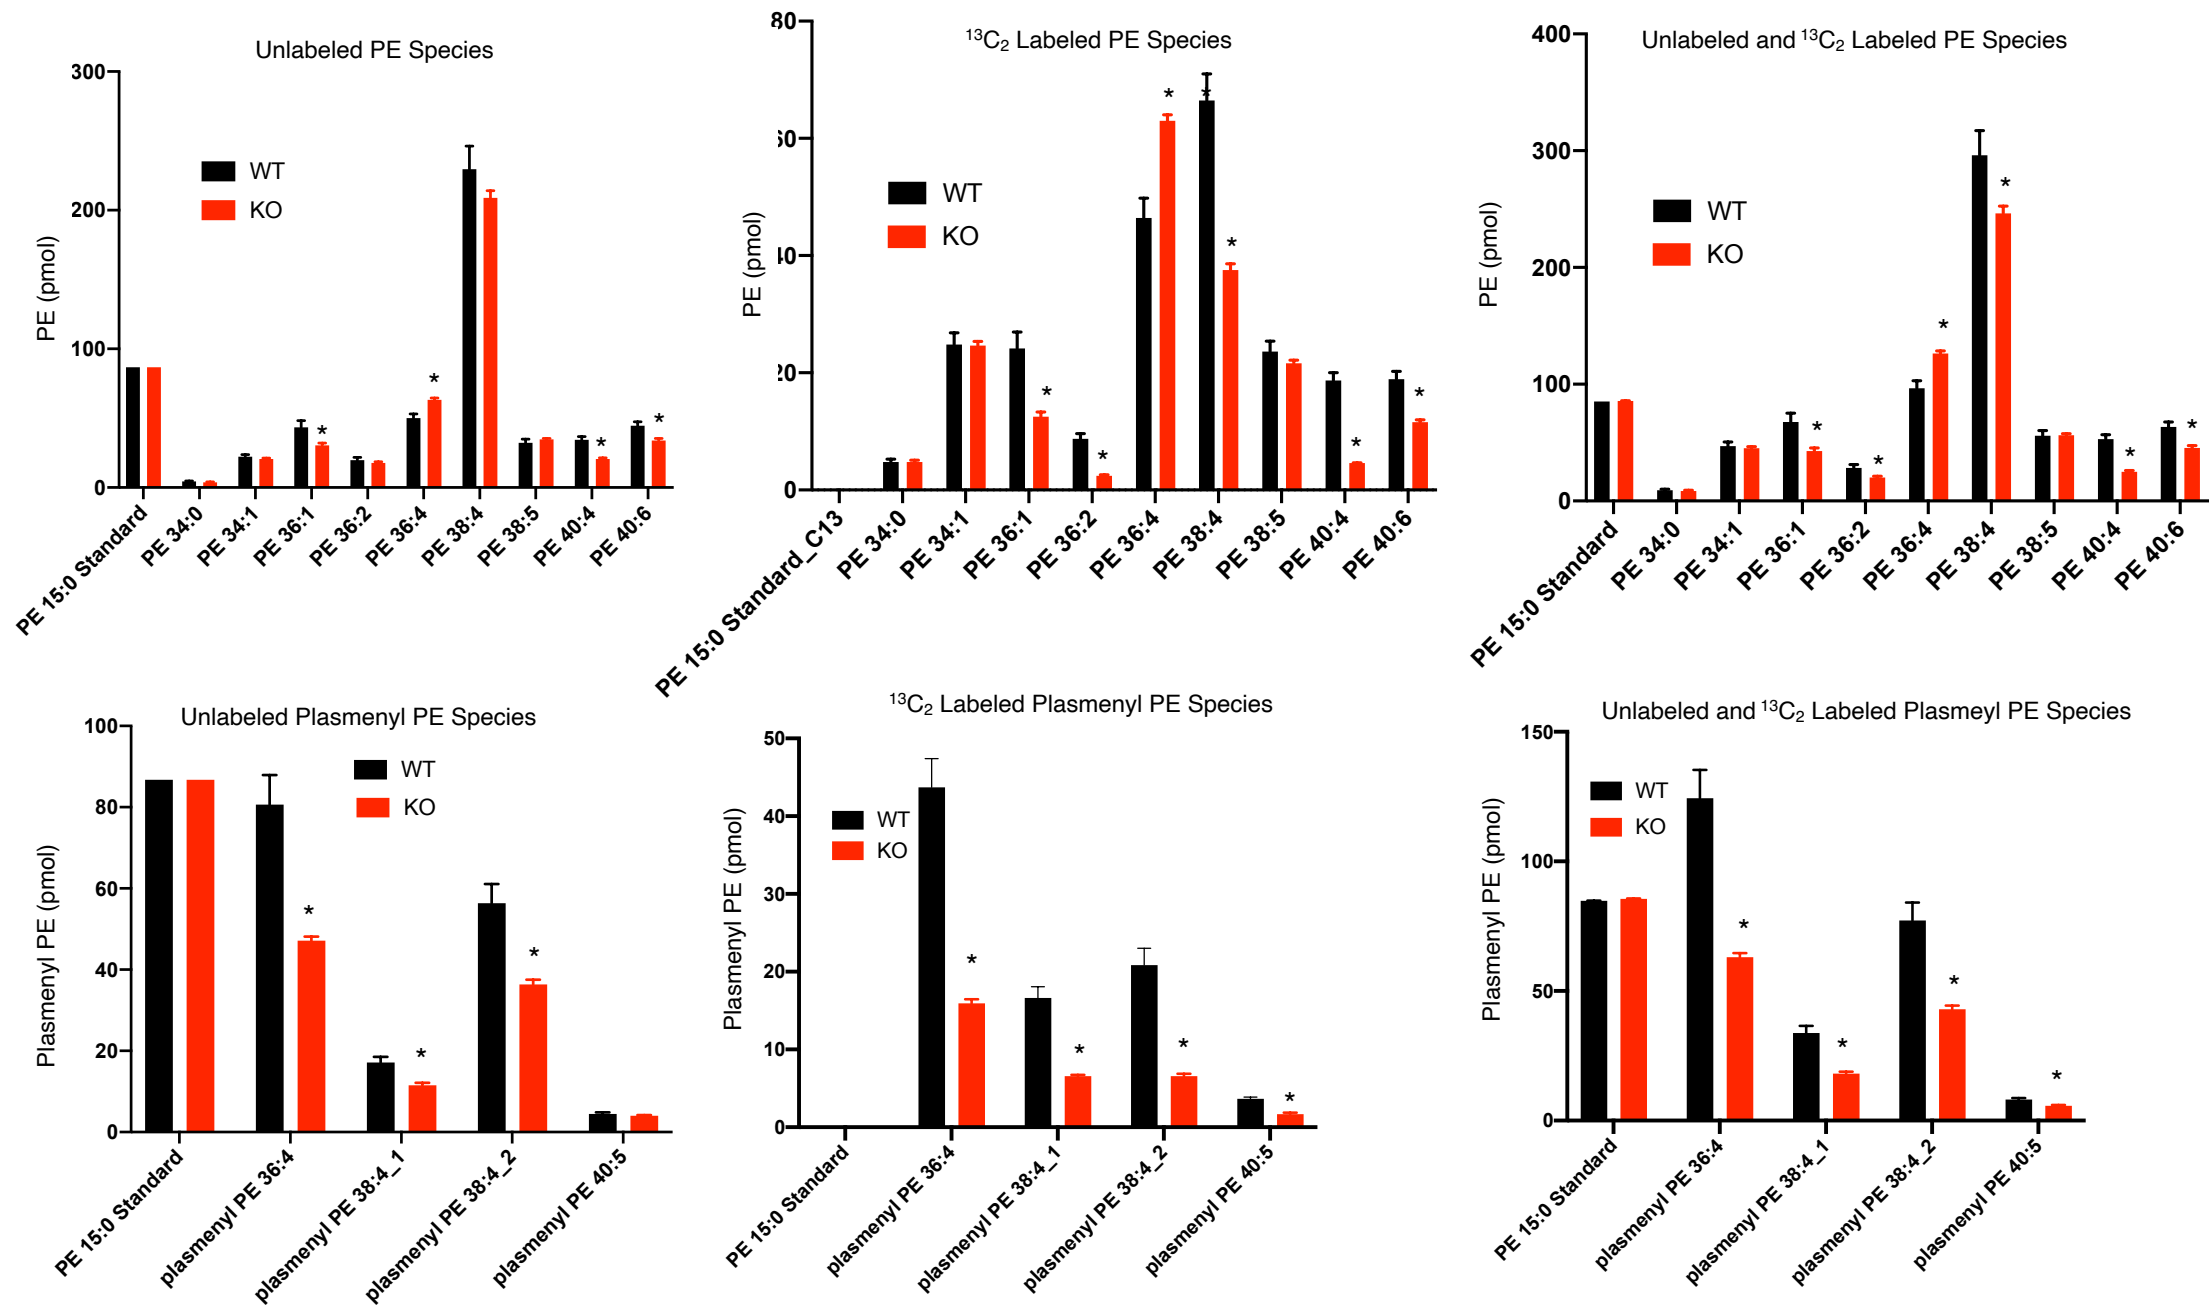 Unlabeled PE Species
PE (pmol)
300
200
100
0
WT
KO
*
*
*
*
PE 15:0 Standard
PE 34:0
PE 34:1
PE 36:1
PE 36:2
PE 36:4
PE 38:4
PE 38:5
PE 40:4
PE 40:6
¹³C₂ Labeled PE Species
PE (pmol)
80
60
40
20
0
WT
KO
*
*
*
*
*
*
*
PE 15:0 Standard_C13
PE 34:0
PE 34:1
PE 36:1
PE 36:2
PE 36:4
PE 38:4
PE 38:5
PE 40:4
PE 40:6
Unlabeled and ¹³C₂ Labeled PE Species
PE (pmol)
400
300
200
100
0
WT
KO
*
*
*
*
*
*
PE 15:0 Standard
PE 34:0
PE 34:1
PE 36:1
PE 36:2
PE 36:4
PE 38:4
PE 38:5
PE 40:4
PE 40:6
Unlabeled Plasmenyl PE Species
Plasmenyl PE (pmol)
100
80
60
40
20
0
WT
KO
*
*
*
PE 15:0 Standard
plasmenyl PE 36:4
plasmenyl PE 38:4_1
plasmenyl PE 38:4_2
plasmenyl PE 40:5
¹³C₂ Labeled Plasmenyl PE Species
Plasmenyl PE (pmol)
50
40
30
20
10
0
WT
KO
*
*
*
*
PE 15:0 Standard
plasmenyl PE 36:4
plasmenyl PE 38:4_1
plasmenyl PE 38:4_2
plasmenyl PE 40:5
Unlabeled and ¹³C₂ Labeled Plasmeyl PE Species
Plasmenyl PE (pmol)
150
100
50
0
WT
KO
*
*
*
*
PE 15:0 Standard
plasmenyl PE 36:4
plasmenyl PE 38:4_1
plasmenyl PE 38:4_2
plasmenyl PE 40:5